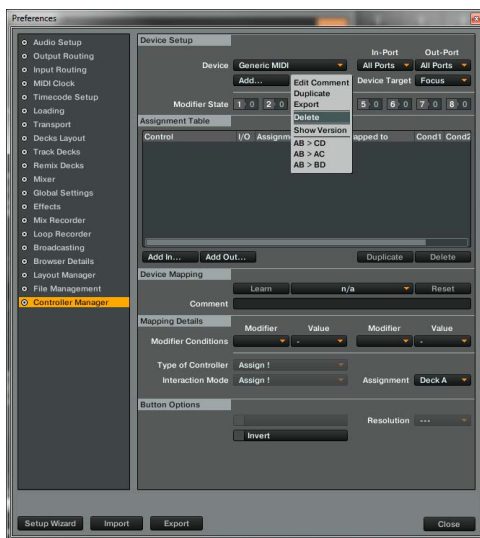 Preferences
Audio Setup
Output Routing
Input Routing
MIDI Clock
Timecode Setup
Loading
Transport
Decks Layout
Track Decks
Remix Decks
Mixer
Global Settings
Effects
Mix Recorder
Loop Recorder
Broadcasting
Browser Details
Layout Manager
File Management
Controller Manager
Device Setup
In-Port Out-Port
Device Generic MIDI All Ports All Ports
Add... Device Target Focus
Edit Comment
Duplicate
Export
Delete
Show Version
AB > CD
AB > AC
AB > BD
Modifier State 1 0 2 0 5 0 6 0 7 0 8 0
Assignment Table
Control I/O Assignm apped to Cond1 Cond2
Add In... Add Out... Duplicate Delete
Device Mapping
Learn n/a Reset
Comment
Mapping Details
Modifier Value Modifier Value
Modifier Conditions - -
Type of Controller Assign !
Interaction Mode Assign ! Assignment Deck A
Button Options
Resolution ---
Invert
Setup Wizard Import Export Close